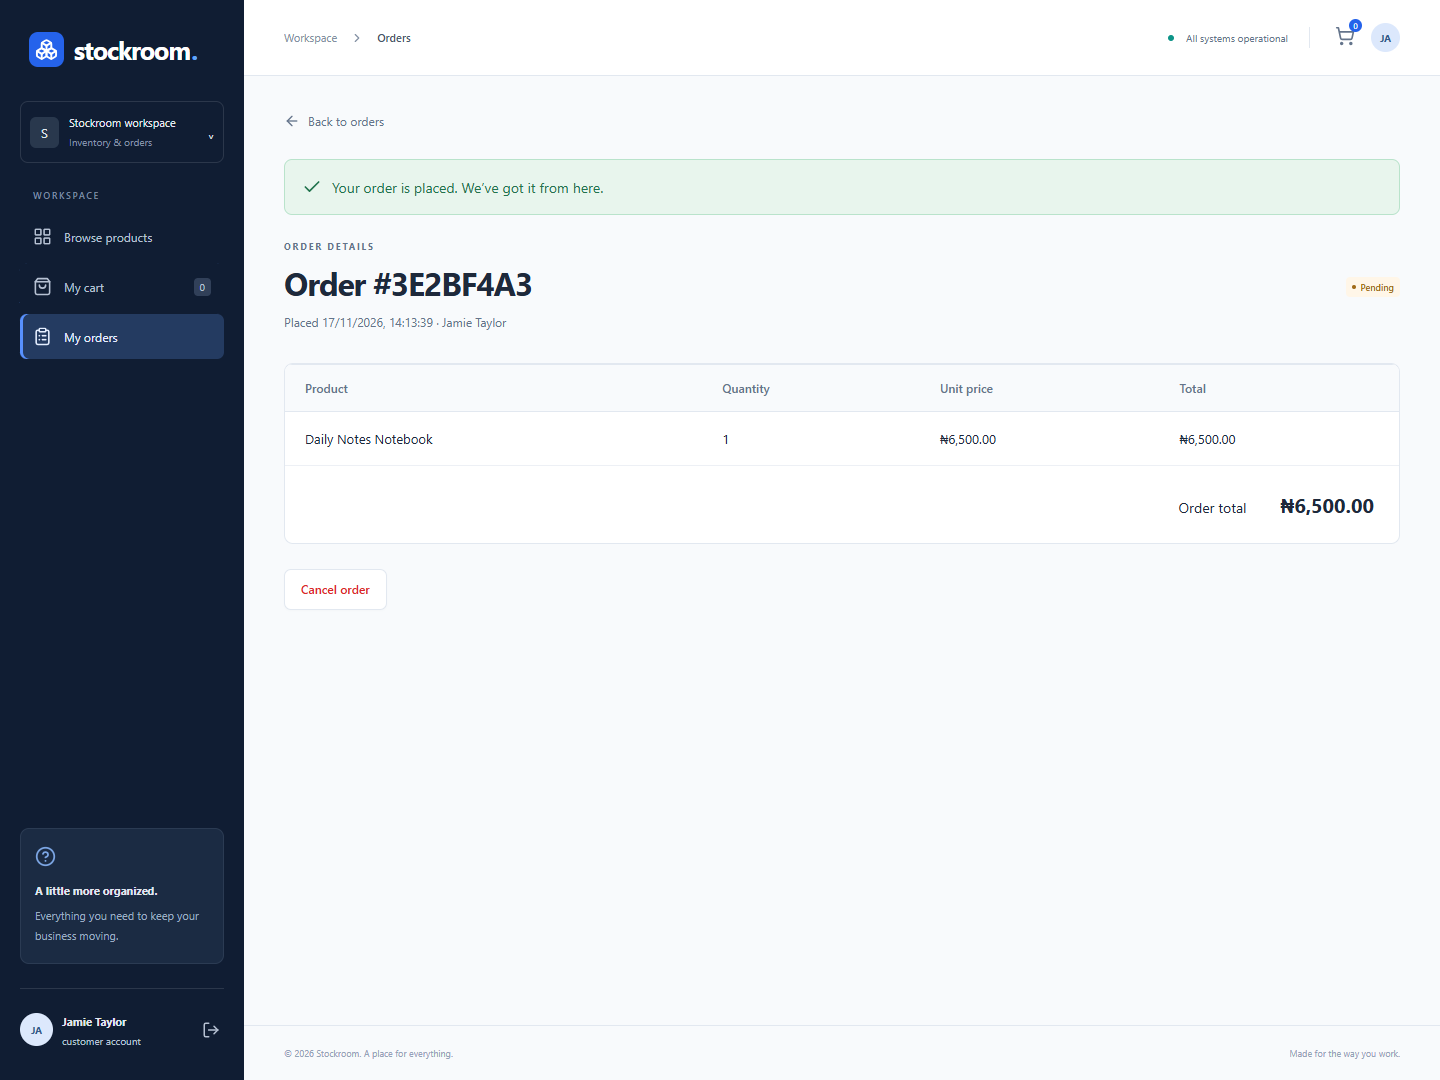 stockroom.
S
Stockroom workspace
Inventory & orders
WORKSPACE
Browse products
My cart
0
My orders
A little more organized.
Everything you need to keep your
business moving.
JA
Jamie Taylor
customer account
Workspace
Orders
All systems operational
0
JA
Back to orders
Your order is placed. We’ve got it from here.
ORDER DETAILS
Order #3E2BF4A3
Pending
Placed 17/11/2026, 14:13:39 · Jamie Taylor
Product Quantity Unit price Total
Daily Notes Notebook 1 ₦6,500.00 ₦6,500.00
Order total ₦6,500.00
Cancel order
© 2026 Stockroom. A place for everything.
Made for the way you work.